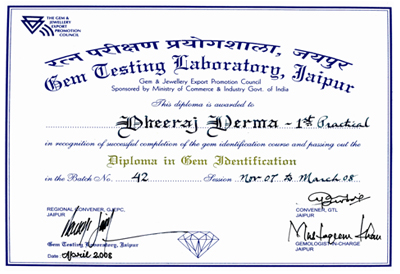 THE GEM &
JEWELLERY
EXPORT
PROMOTION
COUNCIL
रत्न परीक्षण प्रयोगशाला, जयपुर
Gem Testing Laboratory, Jaipur
Gem & Jewellery Export Promotion Council
Sponsored by Ministry of Commerce & Industry Govt. of India
This diploma is awarded to
Dheeraj Verma - 1st Practical
in recognition of successful completion of the gem identification course and passing out the
Diploma in Gem Identification
in the Batch No. 42 Session Nov-07 to March 08
REGIONAL CONVENER, GJEPC,
JAIPUR
CONVENER, GTL
JAIPUR
Gem Testing Laboratory, Jaipur
Date April 2008
GEMOLOGIST-IN-CHARGE
JAIPUR